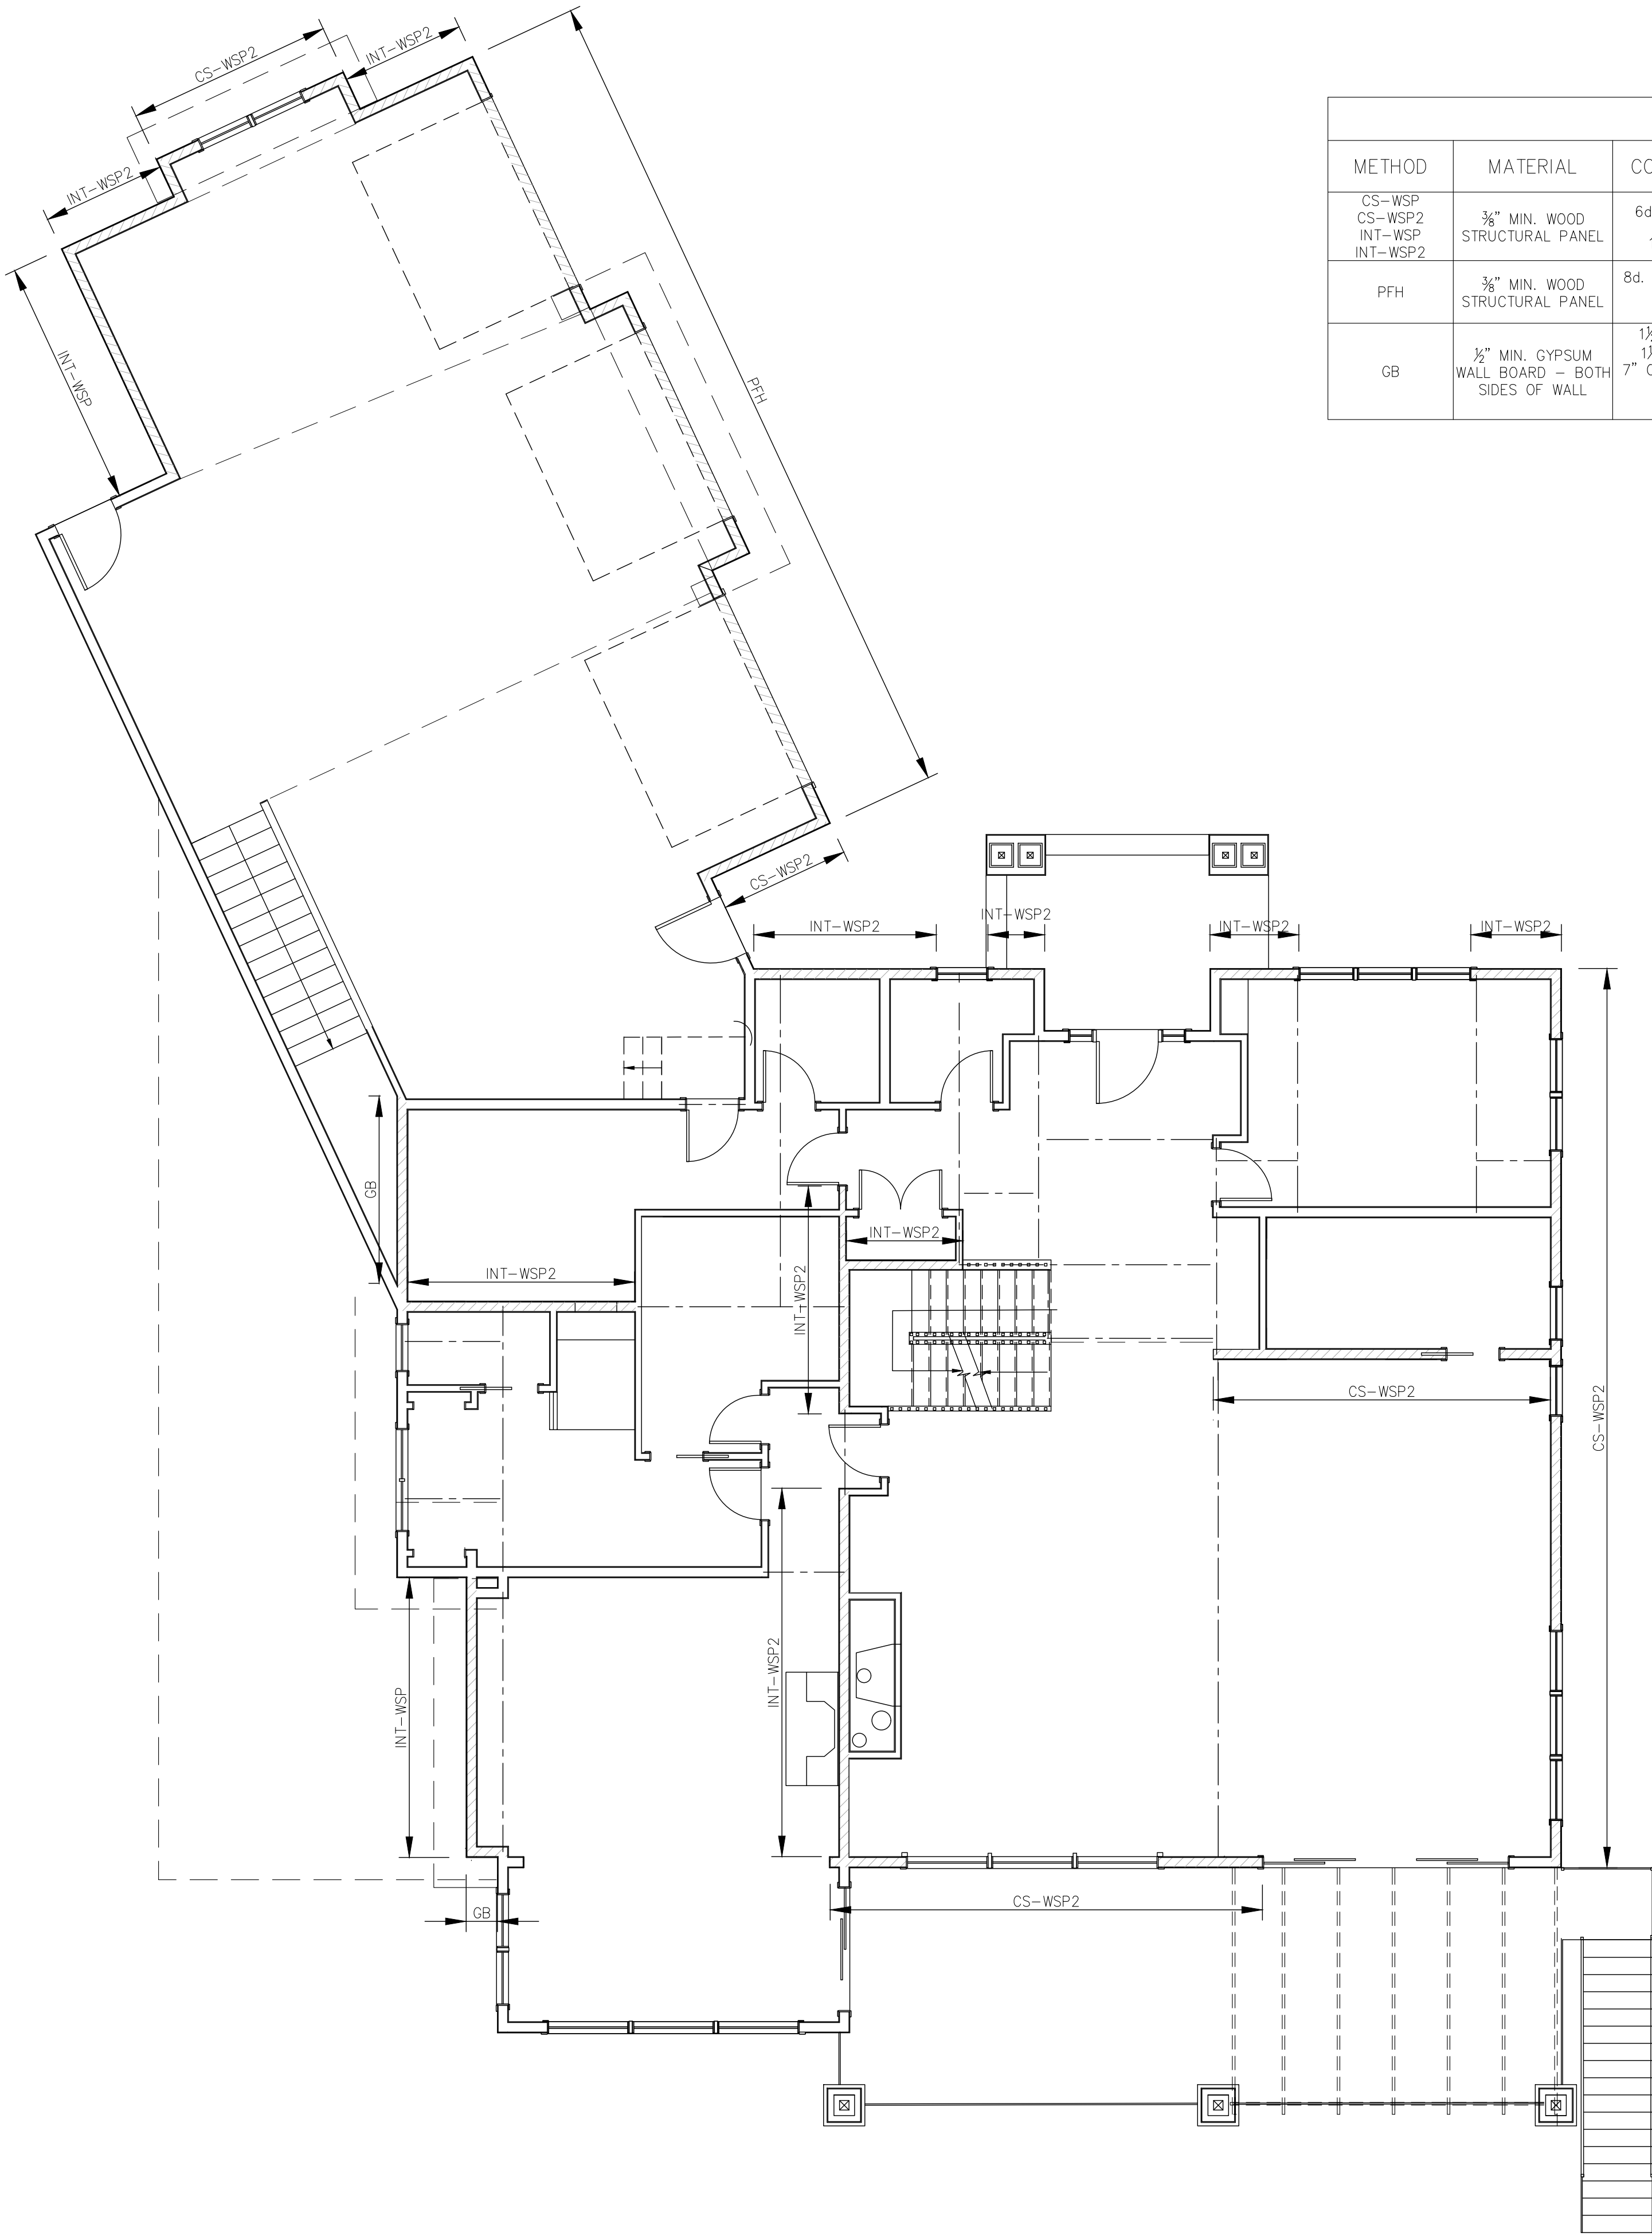 CS-WSP2
INT-WSP2
INT-WSP2
INT-WSP
PFH
METHOD
MATERIAL
CS-WSP
CS-WSP2
INT-WSP
INT-WSP2
⅜" MIN. WOOD
STRUCTURAL PANEL
6d
PFH
⅜" MIN. WOOD
STRUCTURAL PANEL
8d.
GB
½" MIN. GYPSUM
WALL BOARD – BOTH
SIDES OF WALL
7"
CS-WSP2
INT-WSP2
INT-WSP2
INT-WSP2
INT-WSP2
GB
INT-WSP2
INT-WSP2
INT-WSP2
CS-WSP2
CS-WSP2
INT-WSP
INT-WSP2
GB
CS-WSP2